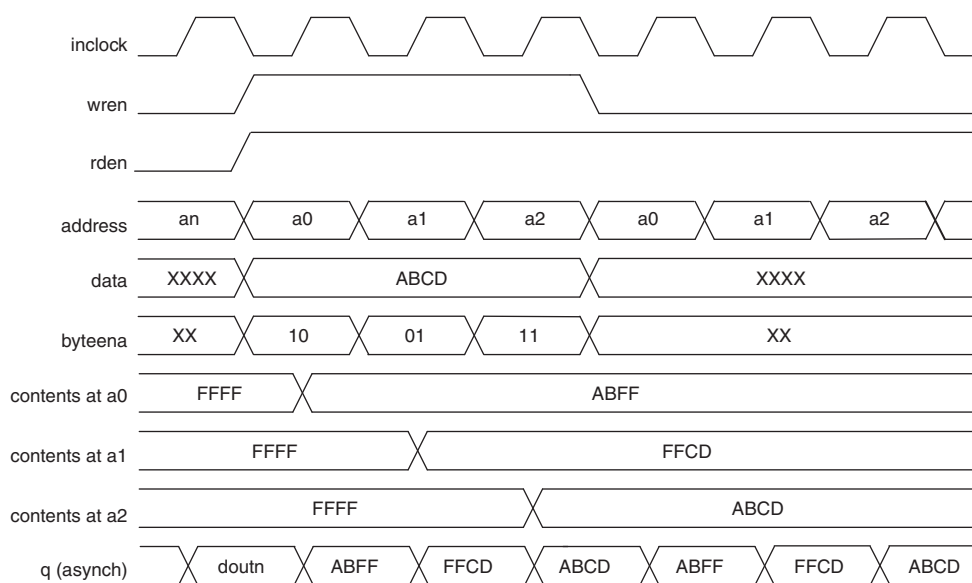 inclock
wren
rden
address an a0 a1 a2 a0 a1 a2
data XXXX ABCD XXXX
byteena XX 10 01 11 XX
contents at a0 FFFF ABFF
contents at a1 FFFF FFCD
contents at a2 FFFF ABCD
q (asynch) doutn ABFF FFCD ABCD ABFF FFCD ABCD